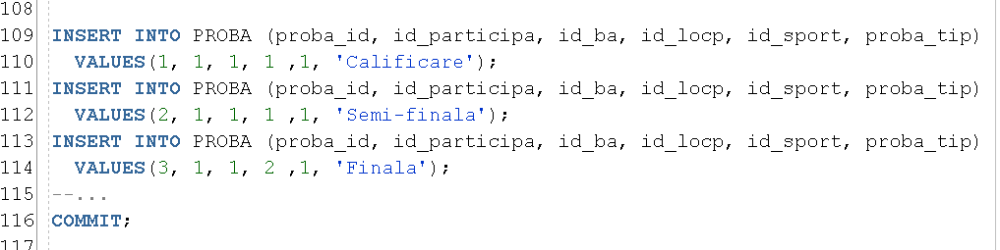 108
109 INSERT INTO PROBA (proba_id, id_participa, id_ba, id_locp, id_sport, proba_tip)
110 VALUES(1, 1, 1, 1 ,1, 'Calificare');
111 INSERT INTO PROBA (proba_id, id_participa, id_ba, id_locp, id_sport, proba_tip)
112 VALUES(2, 1, 1, 1 ,1, 'Semi-finala');
113 INSERT INTO PROBA (proba_id, id_participa, id_ba, id_locp, id_sport, proba_tip)
114 VALUES(3, 1, 1, 2 ,1, 'Finala');
115 --...
116 COMMIT;
117